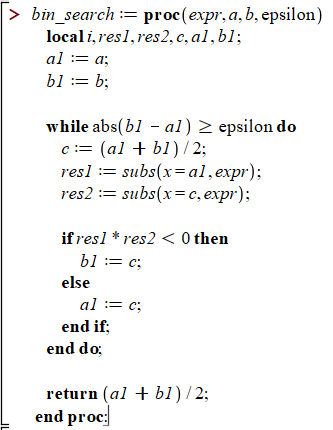 > bin_search := proc(expr, a, b, epsilon)
local i, res1, res2, c, a1, b1;
a1 := a;
b1 := b;
while abs(b1 − a1) ≥ epsilon do
c := (a1 + b1) / 2;
res1 := subs(x = a1, expr);
res2 := subs(x = c, expr);
if res1 * res2 < 0 then
b1 := c;
else
a1 := c;
end if;
end do;
return (a1 + b1) / 2;
end proc: